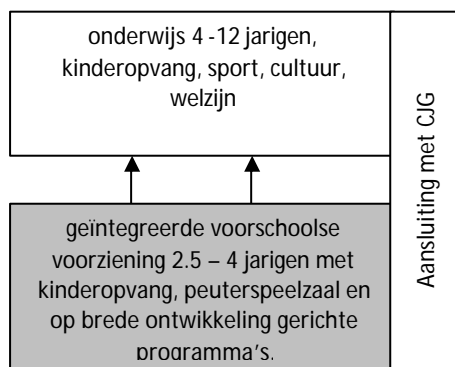 onderwijs 4 -12 jarigen,
kinderopvang, sport, cultuur,
welzijn
geïntegreerde voorschoolse
voorziening 2.5 – 4 jarigen met
kinderopvang, peuterspeelzaal en
op brede ontwikkeling gerichte
programma's.
Aansluiting met CJG